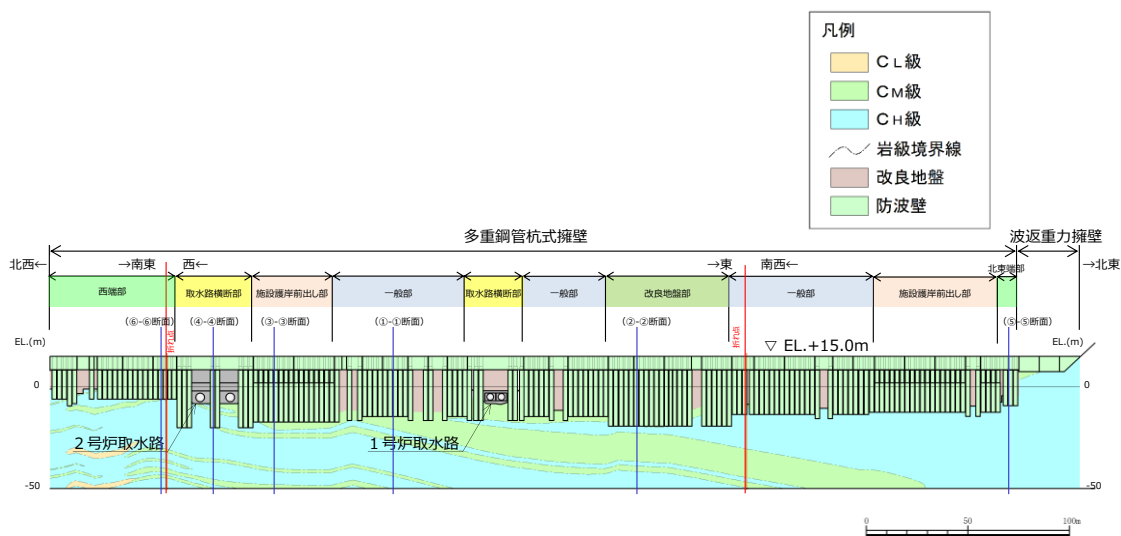 凡例
CL級
CM級
CH級
岩級境界線
改良地盤
防波壁
多重鋼管杭式擁壁
波返重力擁壁
北西←
→南東
西←
→東
南西←
→北東
西端部
取水路横断部
施設護岸前出し部
一般部
取水路横断部
一般部
改良地盤部
一般部
施設護岸前出し部
北東端部
(⑥-⑥断面)
(④-④断面)
(③-③断面)
(①-①断面)
(②-②断面)
(⑤-⑤断面)
折れ点
折れ点
EL.(m)
▽ EL.+15.0m
EL.(m)
0
0
2号炉取水路
1号炉取水路
-50
-50
0
50
100m